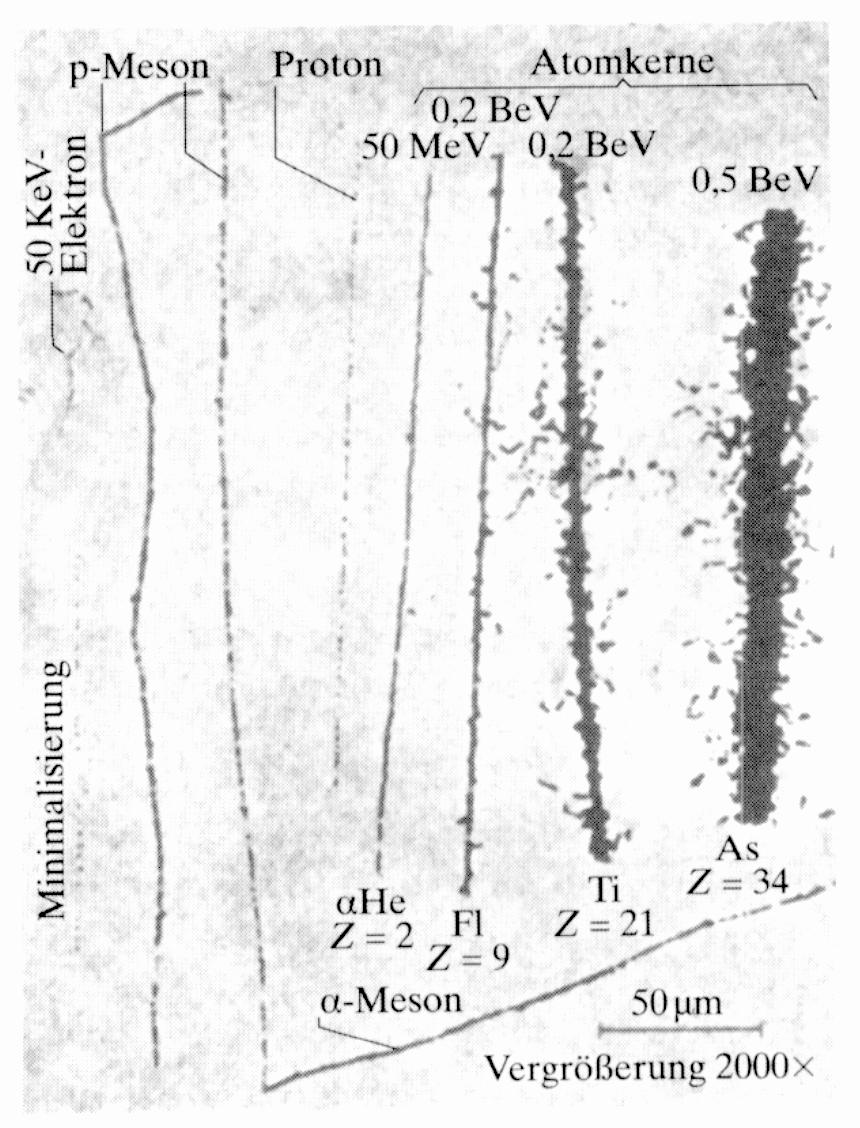 p-Meson
Proton
Atomkerne
0,2 BeV
50 MeV
0,2 BeV
0,5 BeV
50 KeV-
Elektron
Minimalisierung
αHe
Z = 2
Fl
Z = 9
Ti
Z = 21
As
Z = 34
α-Meson
50 µm
Vergrößerung 2000×